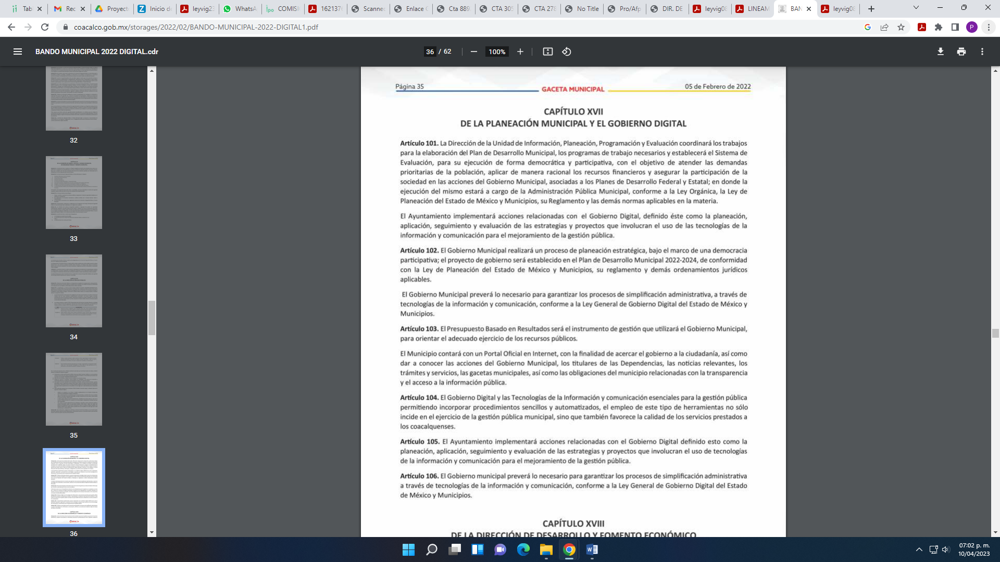 Tabl
Rec
Proyect
Inicio de
leyvig23
WhatsA
COMISI
1621376
Scanned
Enlace C
Cta 889.
CTA 305
CTA 278
No Title
Pro/Afp
DIR. DE
leyvig08
LINEAM
BAN
leyvig08
coacalco.gob.mx/storages/2022/02/BANDO-MUNICIPAL-2022-DIGITAL1.pdf
P
BANDO MUNICIPAL 2022 DIGITAL.cdr
36 / 62
100%
32
33
34
35
36
Página 35
GACETA MUNICIPAL
05 de Febrero de 2022
CAPÍTULO XVII
DE LA PLANEACIÓN MUNICIPAL Y EL GOBIERNO DIGITAL
Artículo 101. La Dirección de la Unidad de Información, Planeación, Programación y Evaluación coordinará los trabajos
para la elaboración del Plan de Desarrollo Municipal, los programas de trabajo necesarios y establecerá el Sistema de
Evaluación, para su ejecución de forma democrática y participativa, con el objetivo de atender las demandas
prioritarias de la población, aplicar de manera racional los recursos financieros y asegurar la participación de la
sociedad en las acciones del Gobierno Municipal, asociadas a los Planes de Desarrollo Federal y Estatal; en donde la
ejecución del mismo estará a cargo de la Administración Pública Municipal, conforme a la Ley Orgánica, la Ley de
Planeación del Estado de México y Municipios, su Reglamento y las demás normas aplicables en la materia.
El Ayuntamiento implementará acciones relacionadas con el Gobierno Digital, definido éste como la planeación,
aplicación, seguimiento y evaluación de las estrategias y proyectos que involucran el uso de las tecnologías de la
información y comunicación para el mejoramiento de la gestión pública.
Artículo 102. El Gobierno Municipal realizará un proceso de planeación estratégica, bajo el marco de una democracia
participativa; el proyecto de gobierno será establecido en el Plan de Desarrollo Municipal 2022-2024, de conformidad
con la Ley de Planeación del Estado de México y Municipios, su reglamento y demás ordenamientos jurídicos
aplicables.
El Gobierno Municipal preverá lo necesario para garantizar los procesos de simplificación administrativa, a través de
tecnologías de la información y comunicación, conforme a la Ley General de Gobierno Digital del Estado de México y
Municipios.
Artículo 103. El Presupuesto Basado en Resultados será el instrumento de gestión que utilizará el Gobierno Municipal,
para orientar el adecuado ejercicio de los recursos públicos.
El Municipio contará con un Portal Oficial en Internet, con la finalidad de acercar el gobierno a la ciudadanía, así como
dar a conocer las acciones del Gobierno Municipal, los titulares de las Dependencias, las noticias relevantes, los
trámites y servicios, las gacetas municipales, así como las obligaciones del municipio relacionadas con la transparencia
y el acceso a la información pública.
Artículo 104. El Gobierno Digital y las Tecnologías de la Información y comunicación esenciales para la gestión pública
permitiendo incorporar procedimientos sencillos y automatizados, el empleo de este tipo de herramientas no sólo
incide en el ejercicio de la gestión pública municipal, sino que también favorece la calidad de los servicios prestados a
los coacalquenses.
Artículo 105. El Ayuntamiento implementará acciones relacionadas con el Gobierno Digital definido esto como la
planeación, aplicación, seguimiento y evaluación de las estrategias y proyectos que involucran el uso de tecnologías
de la información y comunicación para el mejoramiento de la gestión pública.
Artículo 106. El Gobierno municipal preverá lo necesario para garantizar los procesos de simplificación administrativa
a través de tecnologías de la información y comunicación, conforme a la Ley General de Gobierno Digital del Estado
de México y Municipios.
CAPÍTULO XVIII
DE LA DIRECCIÓN DE DESARROLLO Y FOMENTO ECONÓMICO
07:02 p. m.
10/04/2023